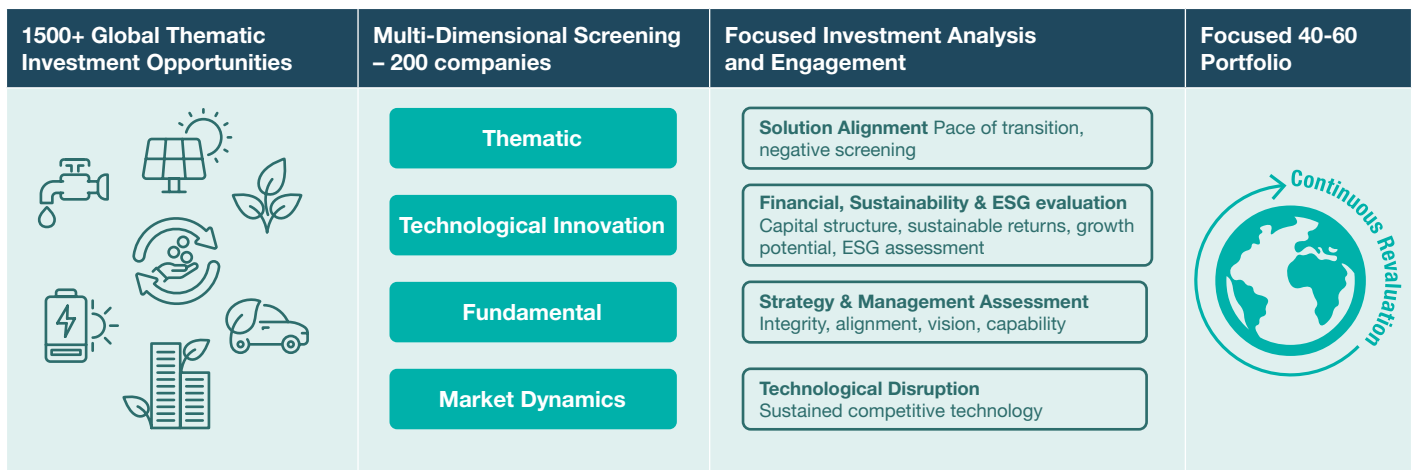 1500+ Global Thematic
Investment Opportunities
Multi-Dimensional Screening
– 200 companies
Focused Investment Analysis
and Engagement
Focused 40-60
Portfolio
Thematic
Technological Innovation
Fundamental
Market Dynamics
Solution Alignment Pace of transition,
negative screening
Financial, Sustainability & ESG evaluation
Capital structure, sustainable returns, growth
potential, ESG assessment
Strategy & Management Assessment
Integrity, alignment, vision, capability
Technological Disruption
Sustained competitive technology
Continuous Revaluation